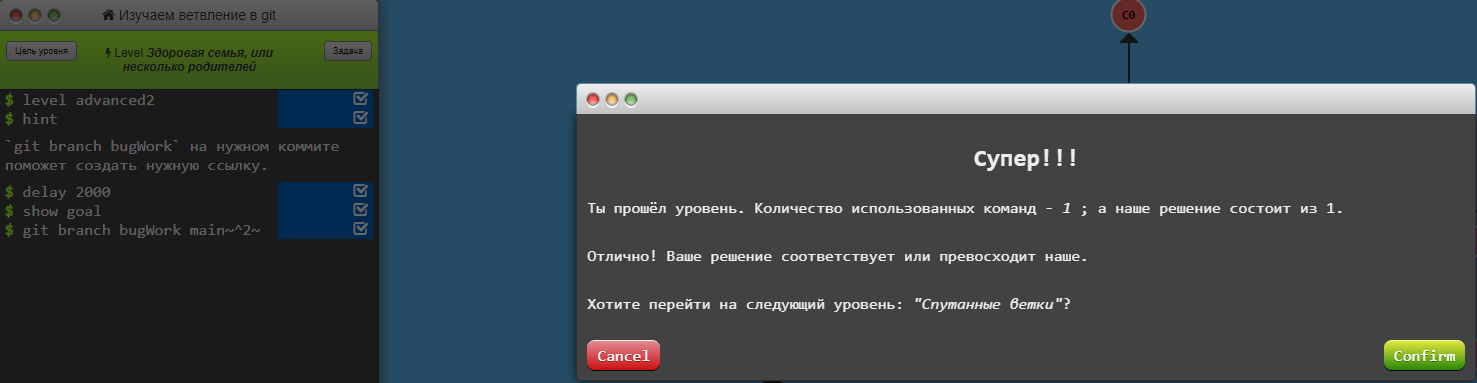 Изучаем ветвление в git
Цель уровня
Level Здоровая семья, или
несколько родителей
Задача
$ level advanced2
$ hint
`git branch bugWork` на нужном коммите
поможет создать нужную ссылку.
$ delay 2000
$ show goal
$ git branch bugWork main~^2~
C0
Супер!!!
Ты прошёл уровень. Количество использованных команд - 1 ; а наше решение состоит из 1.
Отлично! Ваше решение соответствует или превосходит наше.
Хотите перейти на следующий уровень: "Спутанные ветки"?
Cancel
Confirm